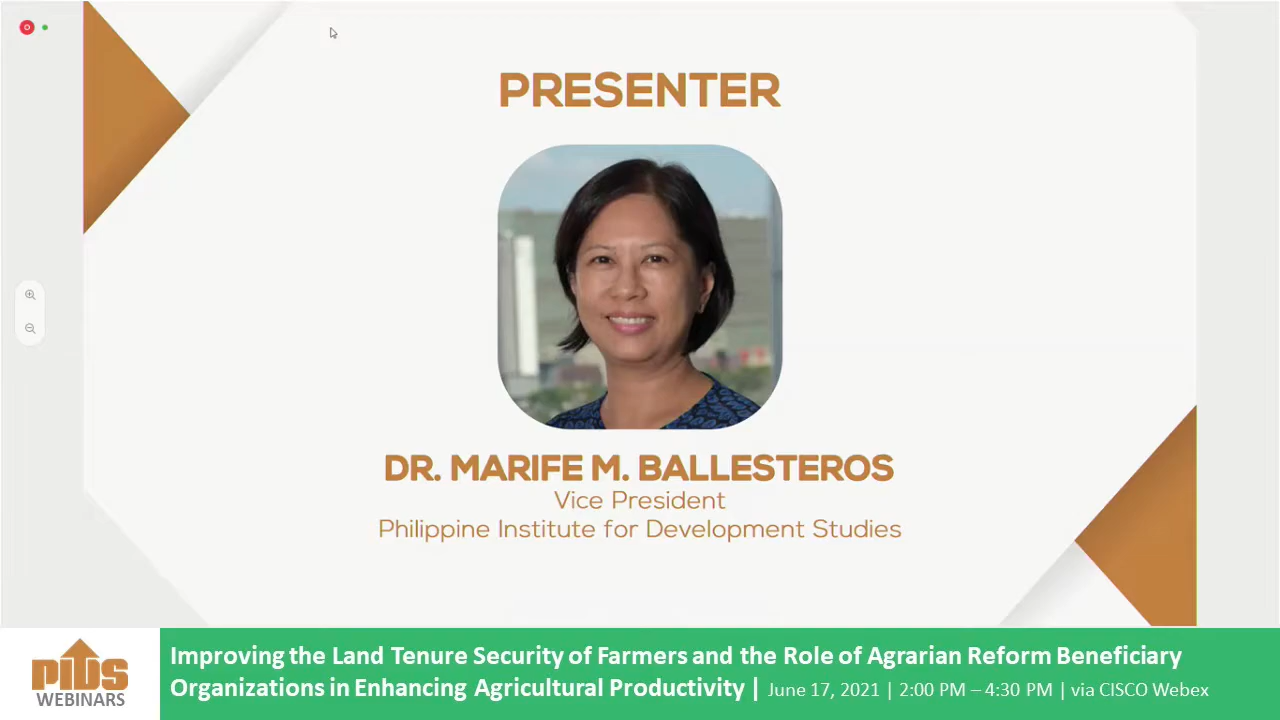 PRESENTER
DR. MARIFE M. BALLESTEROS
Vice President
Philippine Institute for Development Studies
PIDS
WEBINARS
Improving the Land Tenure Security of Farmers and the Role of Agrarian Reform Beneficiary
Organizations in Enhancing Agricultural Productivity | June 17, 2021 | 2:00 PM – 4:30 PM | via CISCO Webex